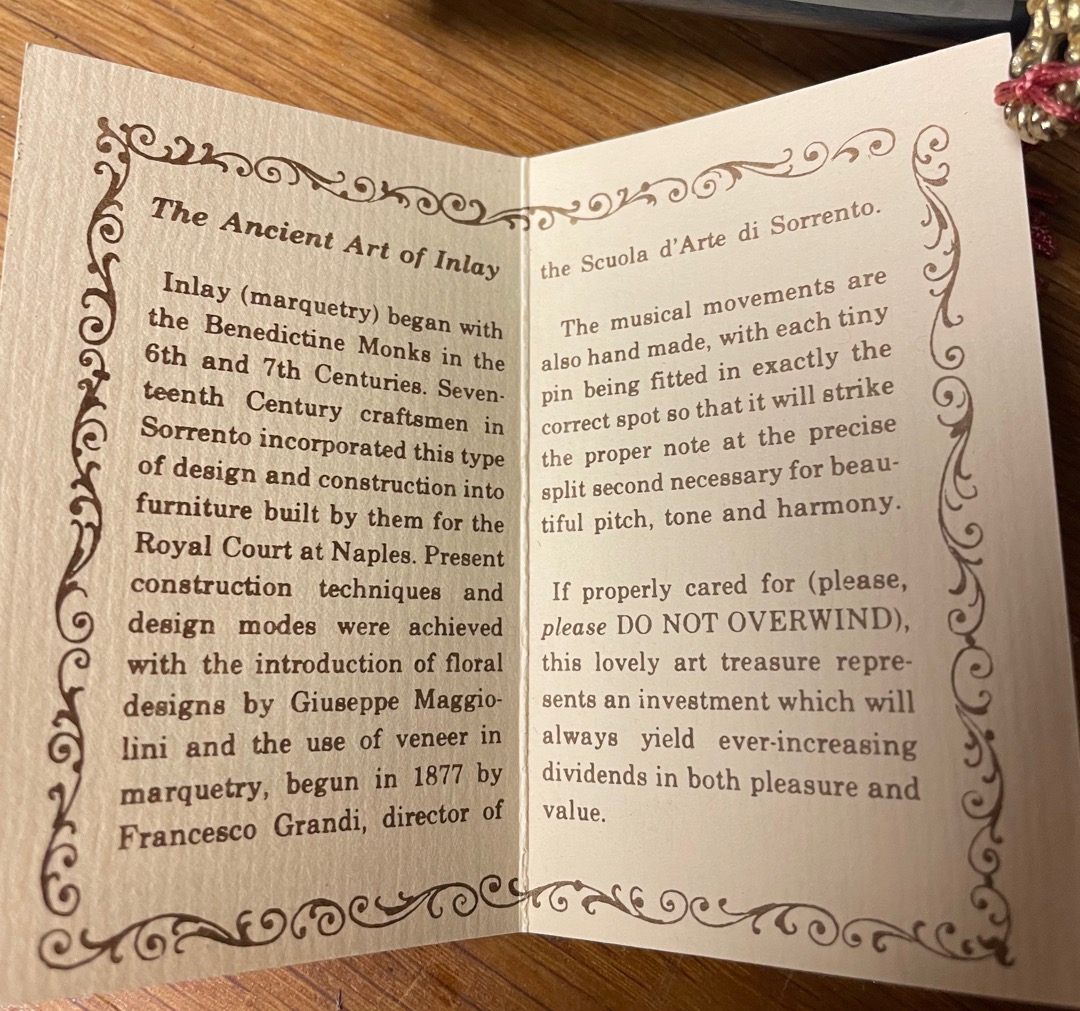 The Ancient Art of Inlay
Inlay (marquetry) began with
the Benedictine Monks in the
6th and 7th Centuries. Seven-
teenth Century craftsmen in
Sorrento incorporated this type
of design and construction into
furniture built by them for the
Royal Court at Naples. Present
construction techniques and
design modes were achieved
with the introduction of floral
designs by Giuseppe Maggio-
lini and the use of veneer in
marquetry, begun in 1877 by
Francesco Grandi, director of
the Scuola d'Arte di Sorrento.
The musical movements are
also hand made, with each tiny
pin being fitted in exactly the
correct spot so that it will strike
the proper note at the precise
split second necessary for beau-
tiful pitch, tone and harmony.
If properly cared for (please,
please DO NOT OVERWIND),
this lovely art treasure repre-
sents an investment which will
always yield ever-increasing
dividends in both pleasure and
value.